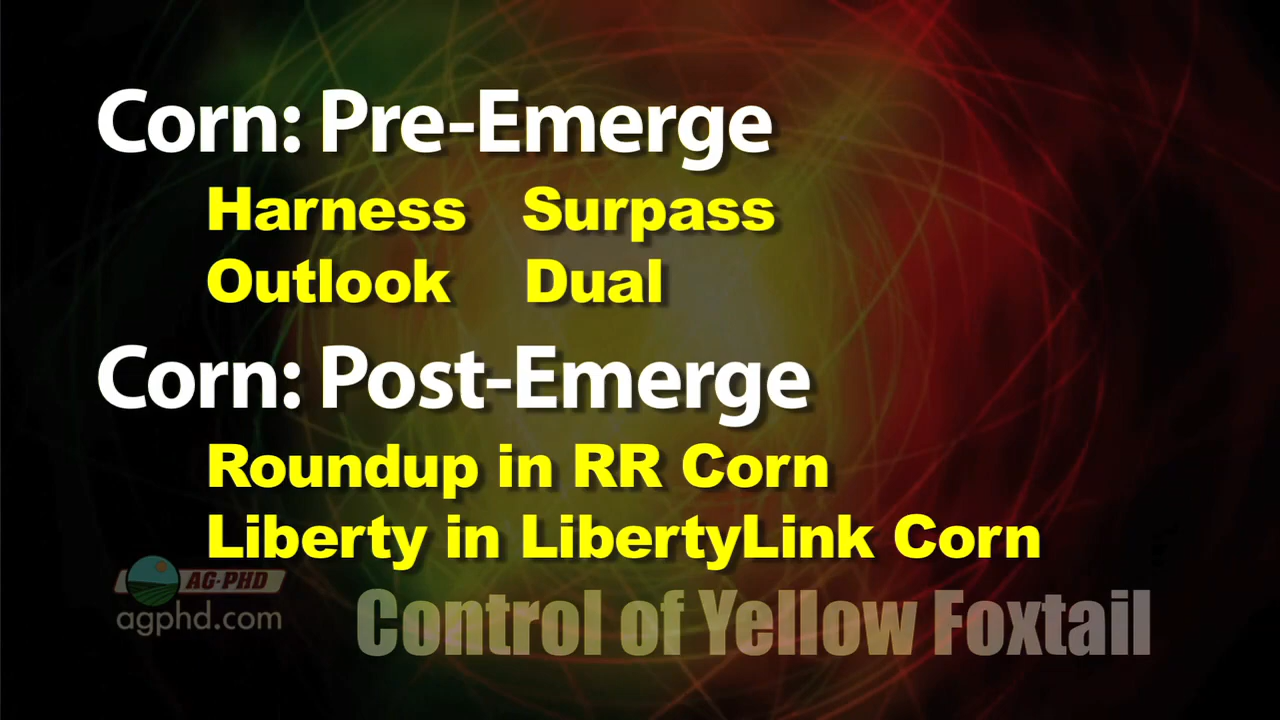 Corn: Pre-Emerge
Harness Surpass
Outlook Dual
Corn: Post-Emerge
Roundup in RR Corn
Liberty in LibertyLink Corn
AG-PHD
agphd.com
Control of Yellow Foxtail